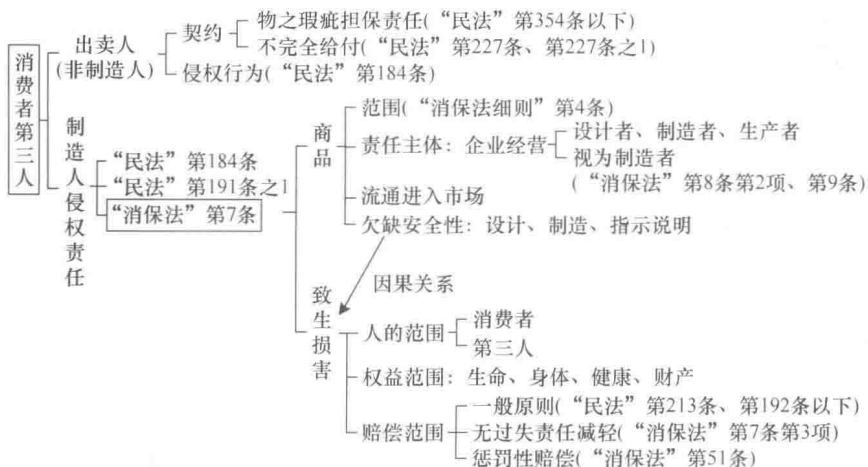 消费者第三人
出卖人
(非制造人)
契约
物之瑕疵担保责任(“民法”第354条以下)
不完全给付(“民法”第227条、第227条之1)
侵权行为(“民法”第184条)
制造人侵权责任
“民法”第184条
“民法”第191条之1
“消保法”第7条
商品
范围(“消保法细则”第4条)
责任主体：企业经营
设计者、制造者、生产者
视为制造者
(“消保法”第8条第2项、第9条)
流通进入市场
欠缺安全性：设计、制造、指示说明
因果关系
致生损害
人的范围
消费者
第三人
权益范围：生命、身体、健康、财产
赔偿范围
一般原则(“民法”第213条、第192条以下)
无过失责任减轻(“消保法”第7条第3项)
惩罚性赔偿(“消保法”第51条)